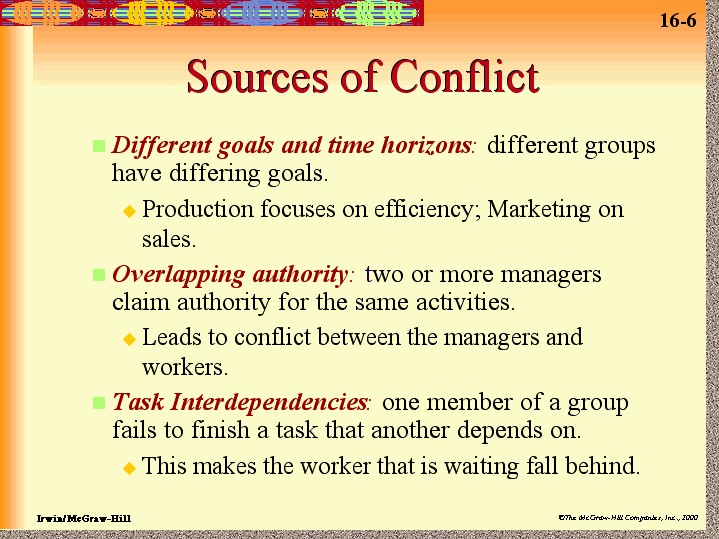 16-6
Sources of Conflict
Different goals and time horizons: different groups
have differing goals.
Production focuses on efficiency; Marketing on
sales.
Overlapping authority: two or more managers
claim authority for the same activities.
Leads to conflict between the managers and
workers.
Task Interdependencies: one member of a group
fails to finish a task that another depends on.
This makes the worker that is waiting fall behind.
Irwin/McGraw-Hill
©The McGraw-Hill Companies, Inc., 2000